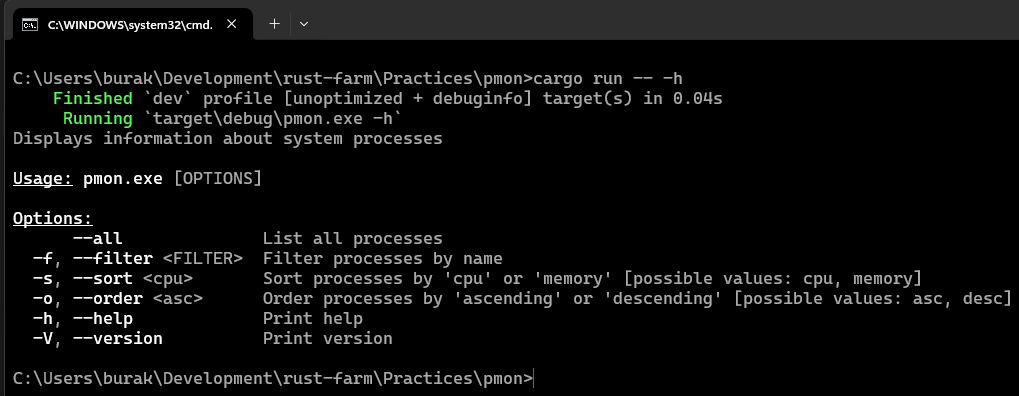 C:\WINDOWS\system32\cmd.
C:\Users\burak\Development\rust-farm\Practices\pmon>cargo run -- -h
    Finished `dev` profile [unoptimized + debuginfo] target(s) in 0.04s
     Running `target\debug\pmon.exe -h`
Displays information about system processes
Usage: pmon.exe [OPTIONS]
Options:
      --all              List all processes
  -f, --filter <FILTER>  Filter processes by name
  -s, --sort <cpu>       Sort processes by 'cpu' or 'memory' [possible values: cpu, memory]
  -o, --order <asc>      Order processes by 'ascending' or 'descending' [possible values: asc, desc]
  -h, --help             Print help
  -V, --version          Print version
C:\Users\burak\Development\rust-farm\Practices\pmon>